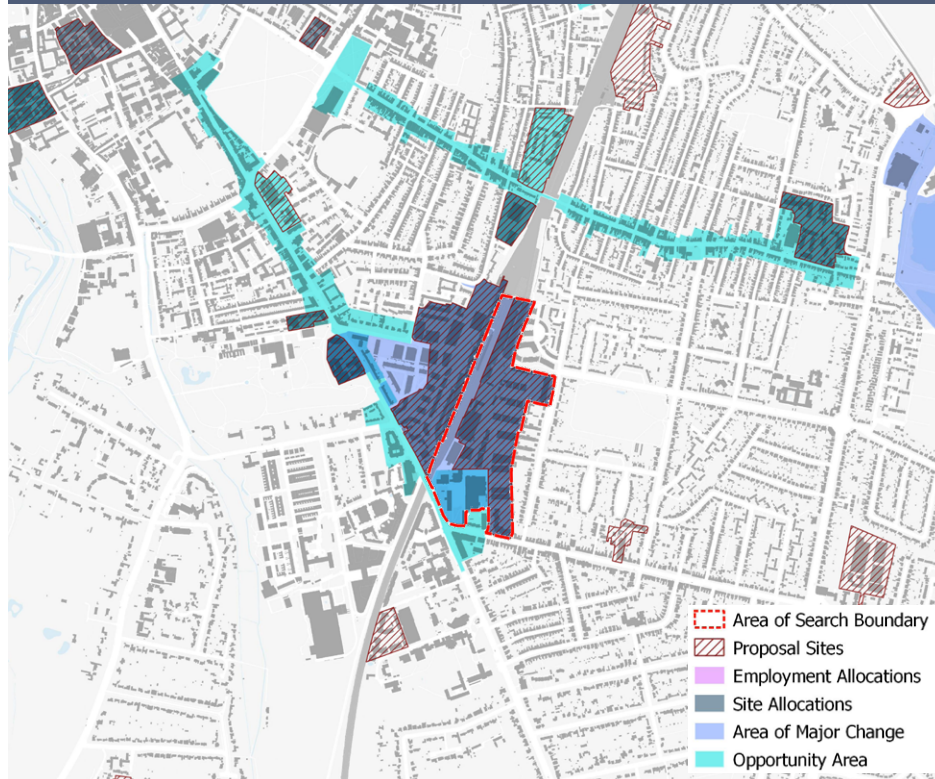 Area of Search Boundary
Proposal Sites
Employment Allocations
Site Allocations
Area of Major Change
Opportunity Area